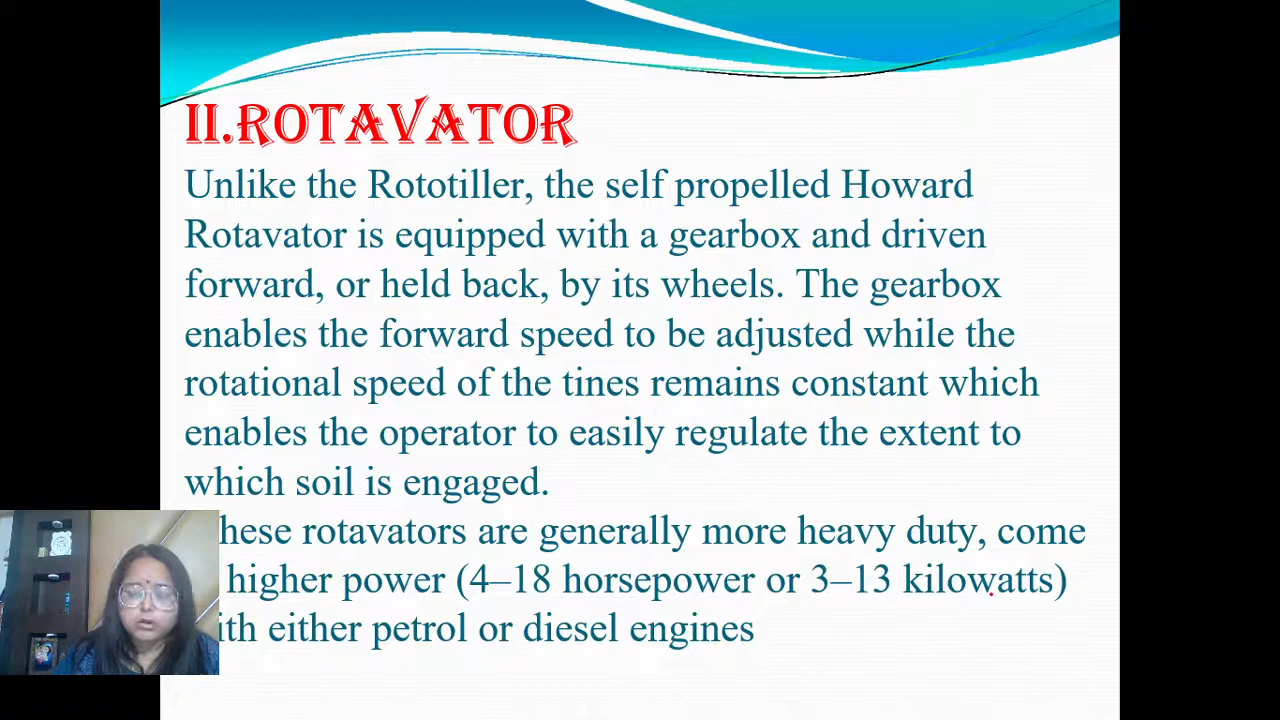 II.ROTAVATOR
Unlike the Rototiller, the self propelled Howard
Rotavator is equipped with a gearbox and driven
forward, or held back, by its wheels. The gearbox
enables the forward speed to be adjusted while the
rotational speed of the tines remains constant which
enables the operator to easily regulate the extent to
which soil is engaged.
hese rotavators are generally more heavy duty, come
higher power (4–18 horsepower or 3–13 kilowatts)
ith either petrol or diesel engines